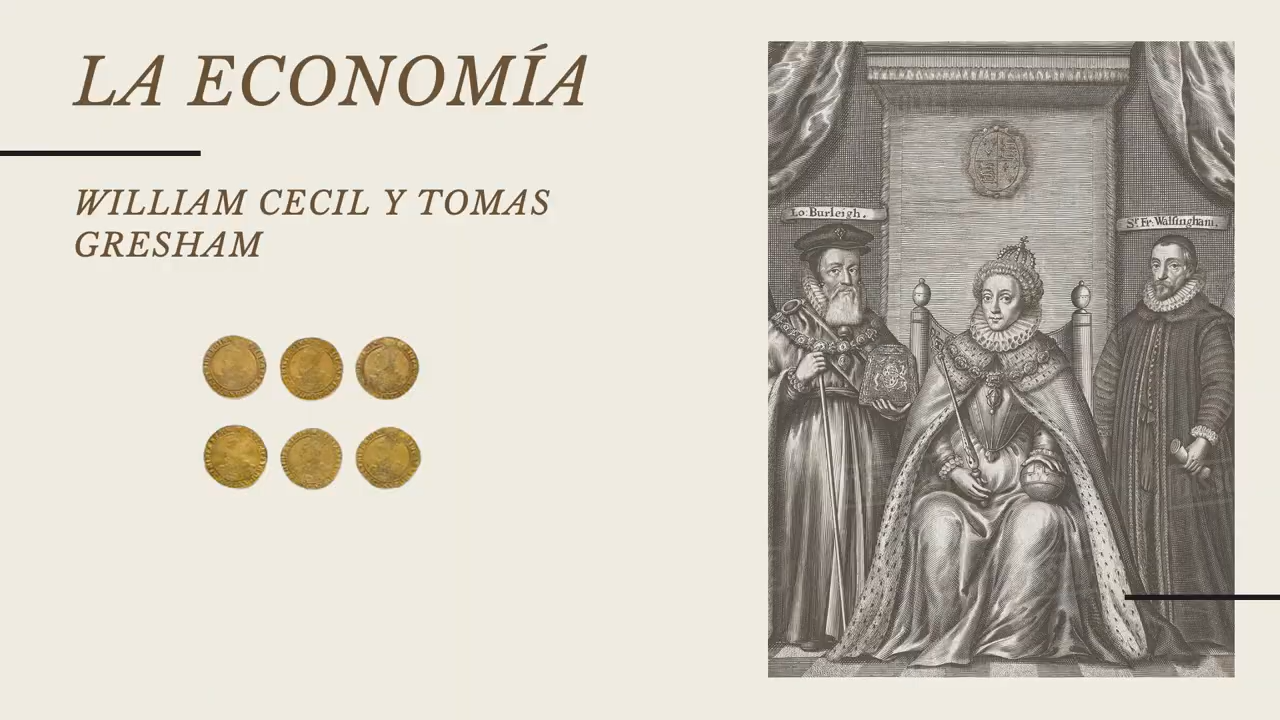 LA ECONOMÍA
WILLIAM CECIL Y TOMAS
GRESHAM
Lo: Burleigh.
Sr. Fr. Walsingham.